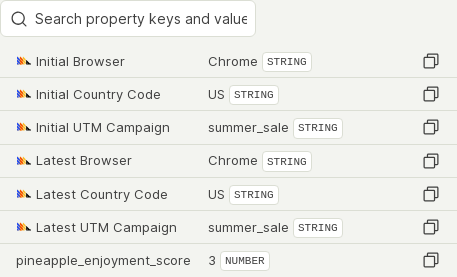 Search property keys and value
Initial Browser Chrome STRING
Initial Country Code US STRING
Initial UTM Campaign summer_sale STRING
Latest Browser Chrome STRING
Latest Country Code US STRING
Latest UTM Campaign summer_sale STRING
pineapple_enjoyment_score 3 NUMBER